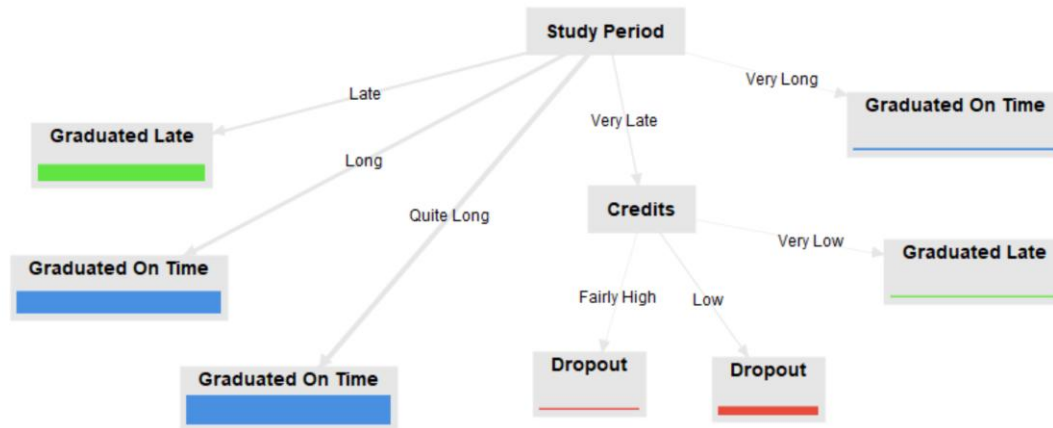 Study Period
Very Long
Graduated On Time
Late
Very Late
Graduated Late
Long
Credits
Quite Long
Very Low
Graduated Late
Graduated On Time
Fairly High
Low
Dropout
Dropout
Graduated On Time